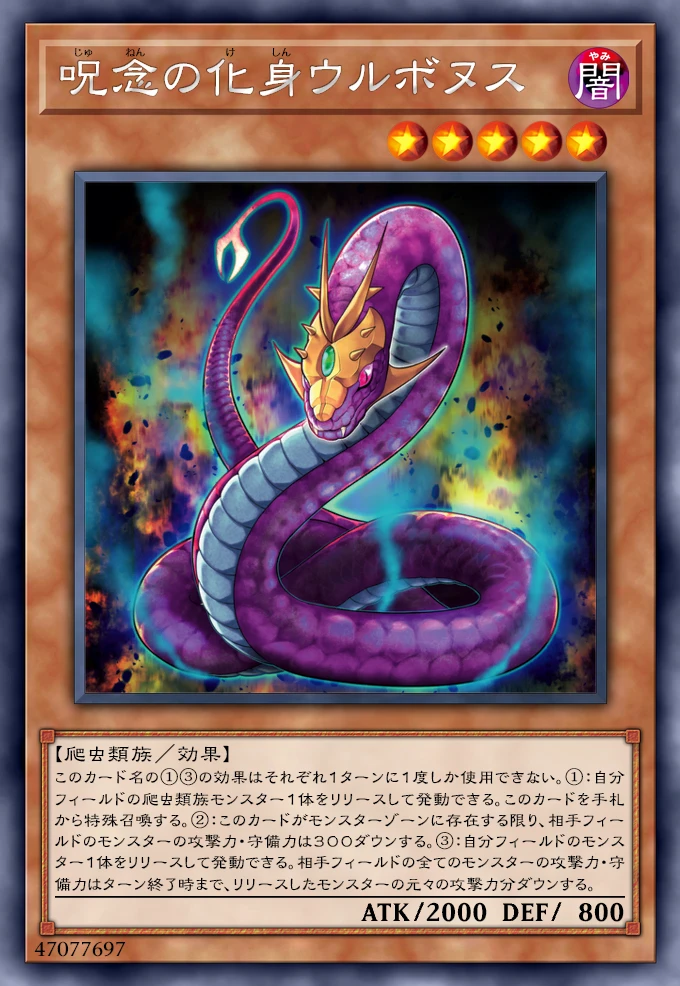 じゅ ねん け しん
呪念の化身ウルボヌス
やみ
闇
【爬虫類族／効果】
このカード名の①③の効果はそれぞれ１ターンに１度しか使用できない。①：自分
フィールドの爬虫類族モンスター１体をリリースして発動できる。このカードを手札
から特殊召喚する。②：このカードがモンスターゾーンに存在する限り、相手フィー
ルドのモンスターの攻撃力・守備力は３００ダウンする。③：自分フィールドのモンス
ター１体をリリースして発動できる。相手フィールドの全てのモンスターの攻撃力・守
備力はターン終了時まで、リリースしたモンスターの元々の攻撃力分ダウンする。
ATK/2000 DEF/ 800
47077697